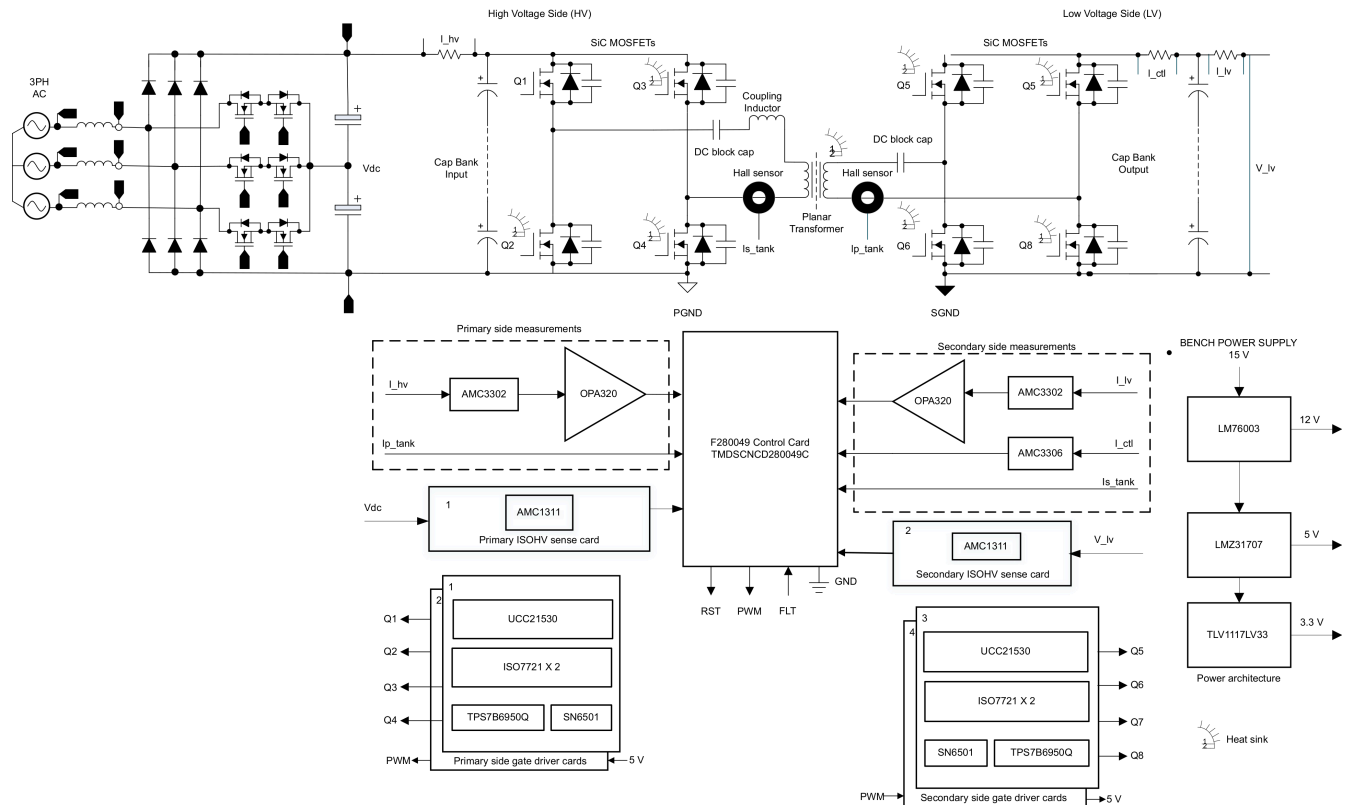 High Voltage Side (HV)
Low Voltage Side (LV)
I_hv
SiC MOSFETs
SiC MOSFETs
I_ctl
I_lv
3PH
AC
Q1
Q3
Q5
Q5
Coupling
Inductor
DC block cap
DC block cap
Vdc
Cap Bank
Input
Hall sensor
Hall sensor
Cap Bank
Output
V_lv
Planar
Transformer
Q2
Q4
Is_tank
Ip_tank
Q6
Q8
PGND
SGND
Primary side measurements
I_hv
AMC3302
OPA320
Ip_tank
F280049 Control Card
TMDSCNCD280049C
Secondary side measurements
OPA320
AMC3302
I_lv
AMC3306
I_ctl
Is_tank
BENCH POWER SUPPLY
15 V
LM76003
12 V
LMZ31707
5 V
TLV1117LV33
3.3 V
Power architecture
Vdc
1
AMC1311
Primary ISOHV sense card
2
AMC1311
Secondary ISOHV sense card
V_lv
RST
PWM
FLT
GND
1
2
UCC21530
ISO7721 X 2
TPS7B6950Q
SN6501
Q1
Q2
Q3
Q4
PWM
Primary side gate driver cards
5 V
3
4
UCC21530
ISO7721 X 2
SN6501
TPS7B6950Q
Q5
Q6
Q7
Q8
PWM
Secondary side gate driver cards
5 V
Heat sink